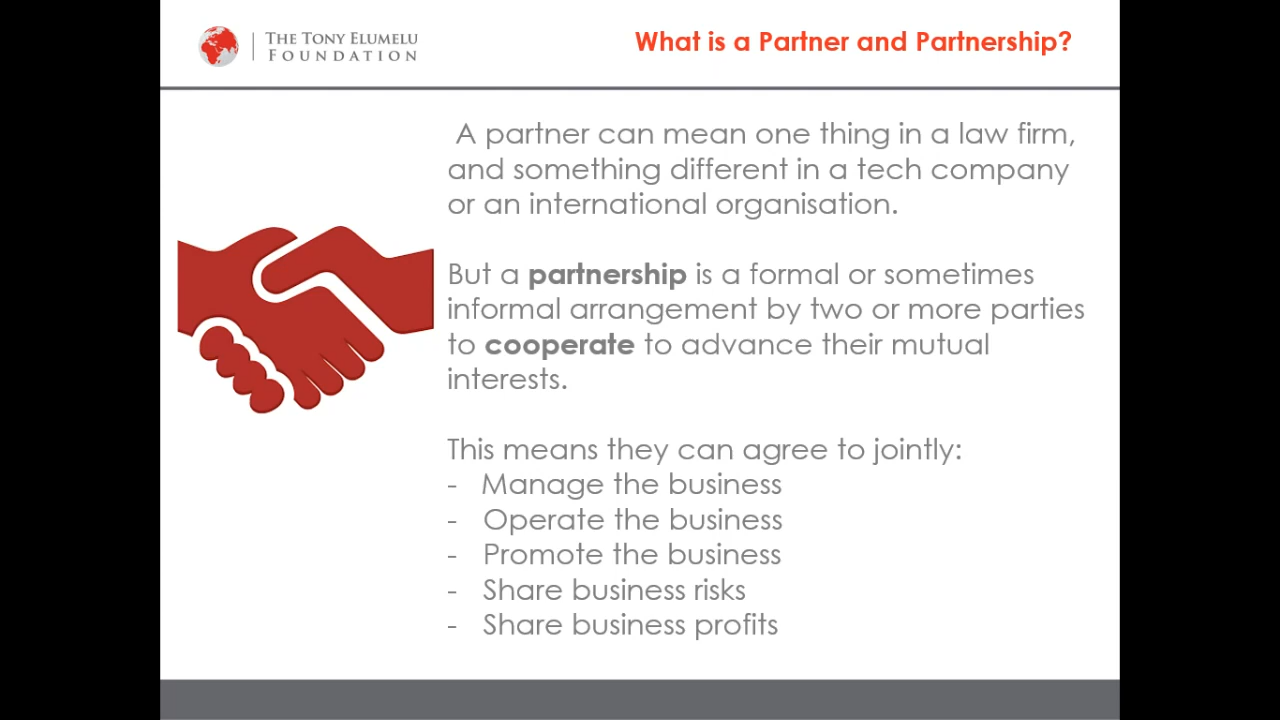 THE TONY ELUMELU
FOUNDATION
What is a Partner and Partnership?
A partner can mean one thing in a law firm,
and something different in a tech company
or an international organisation.
But a partnership is a formal or sometimes
informal arrangement by two or more parties
to cooperate to advance their mutual
interests.
This means they can agree to jointly:
- Manage the business
- Operate the business
- Promote the business
- Share business risks
- Share business profits